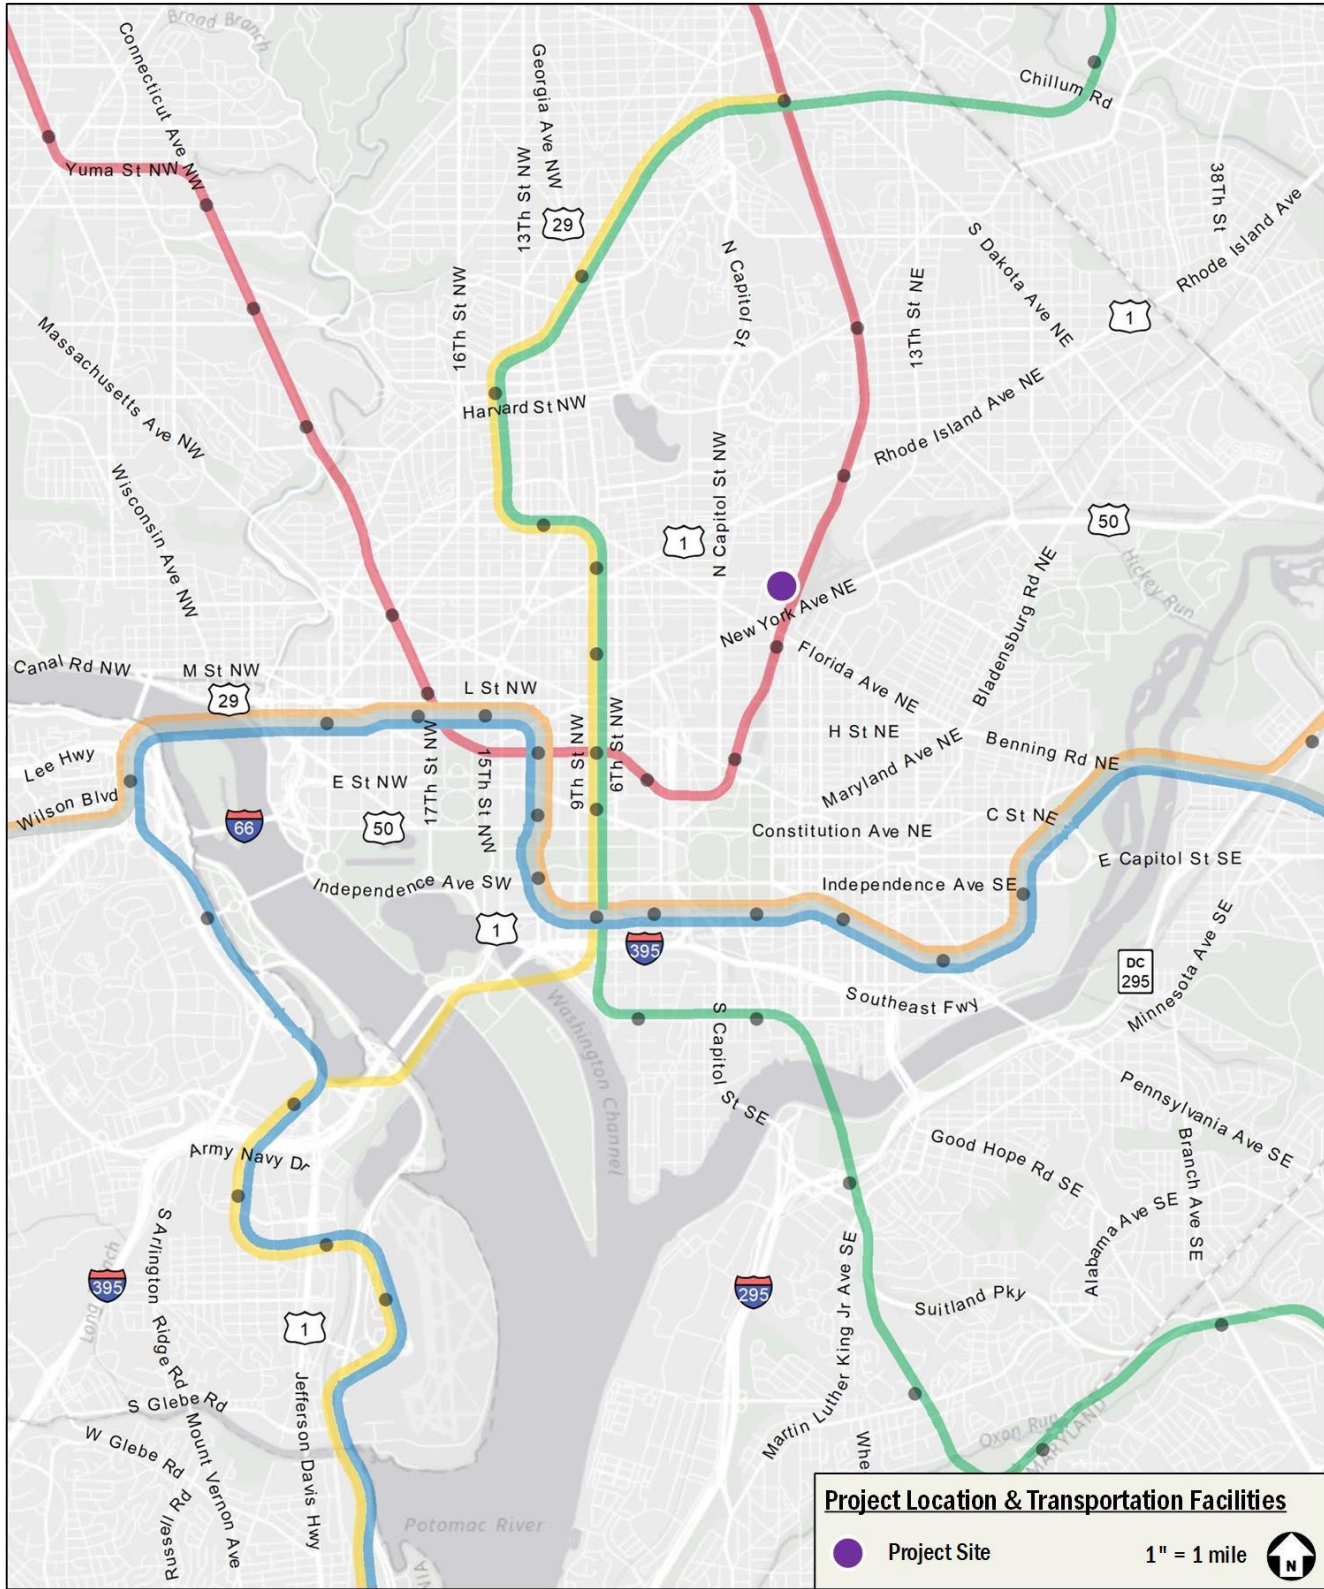 Broad Branch
Connecticut Ave NW
Georgia Ave NW
Chillum Rd
Yuma St NW
13Th St NW
29
38Th St
Rhode Island Ave
S Dakota Ave NE
N Capitol St
16Th St NW
13Th St NE
1
Massachusetts Ave NW
Harvard St NW
Rhode Island Ave NE
N Capitol St NW
Wisconsin Ave NW
50
1
Bladensburg Rd NE
Hickey Run
New York Ave NE
Canal Rd NW
M St NW
29
L St NW
Florida Ave NE
H St NE
Maryland Ave NE
Benning Rd NE
Lee Hwy
Wilson Blvd
E St NW
17Th St NW
15Th St NW
9Th St NW
6Th St NW
66
50
Constitution Ave NE
C St NE
E Capitol St SE
Independence Ave SW
Independence Ave SE
1
395
DC
295
Minnesota Ave SE
Southeast Fwy
Washington Channel
S Capitol St SE
Pennsylvania Ave SE
Army Navy Dr
Good Hope Rd SE
Branch Ave SE
Alabama Ave SE
S Arlington Ridge Rd
395
295
Martin Luther King Jr Ave SE
Suitland Pky
1
Jefferson Davis Hwy
S Glebe Rd
W Glebe Rd
Mount Vernon Ave
Russell Rd
Oxon Run
MARYLAND
Whe
Potomac River
Project Location & Transportation Facilities
Project Site
1" = 1 mile
N